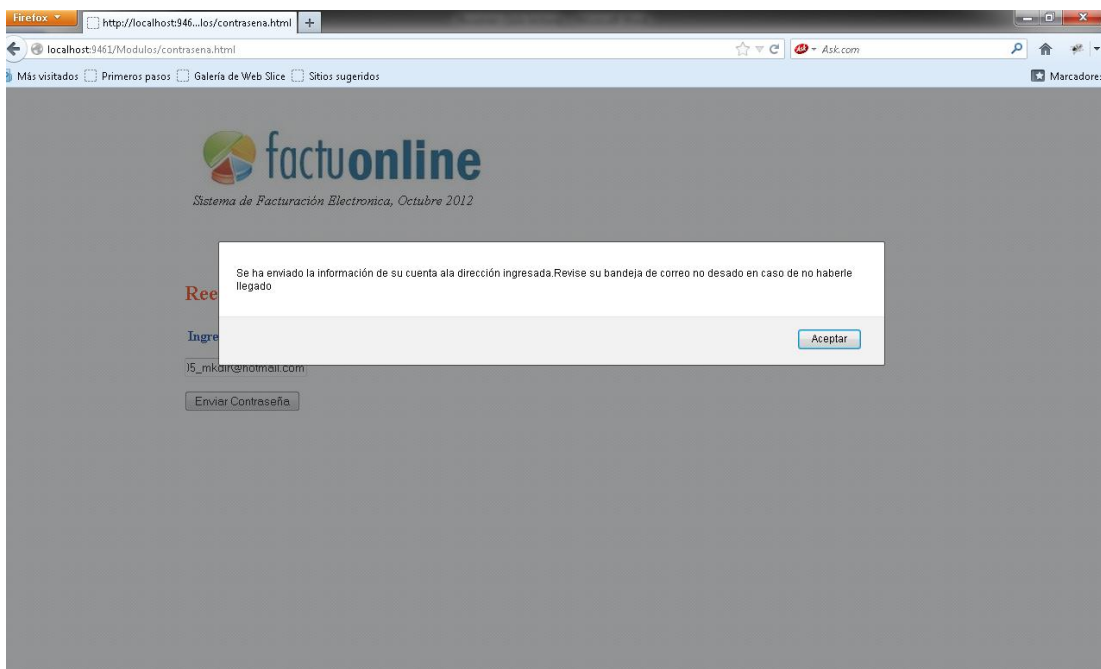 Firefox
http://localhost:946...los/contrasena.html
localhost:9461/Modulos/contrasena.html
Ask.com
Más visitados Primeros pasos Galería de Web Slice Sitios sugeridos Marcadores
factuonline
Sistema de Facturación Electronica, Octubre 2012
Se ha enviado la información de su cuenta ala dirección ingresada.Revise su bandeja de correo no desado en caso de no haberle
llegado
Ree
Ingre
Aceptar
5_mkdir@hotmail.com
Enviar Contraseña